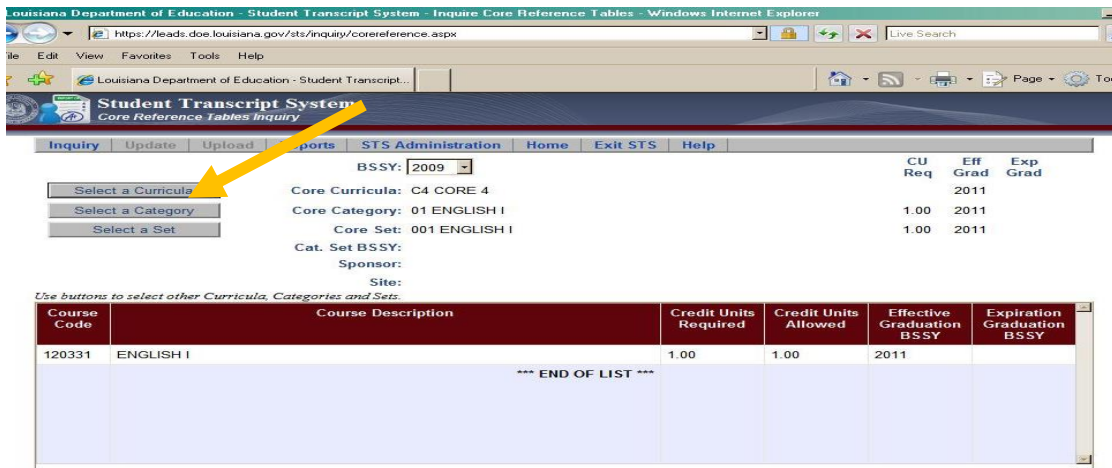 Louisiana Department of Education - Student Transcript System - Inquire Core Reference Tables - Windows Internet Explorer
https://leads.doe.louisiana.gov/sts/inquiry/corereference.aspx
Live Search
ile Edit View Favorites Tools Help
Louisiana Department of Education - Student Transcript...
Page
Too
Student Transcript System
Core Reference Tables Inquiry
Inquiry Update Upload Reports STS Administration Home Exit STS Help
BSSY: 2009
CU Req Eff Grad Exp Grad
Select a Curricula Core Curricula: C4 CORE 4 2011
Select a Category Core Category: 01 ENGLISH I 1.00 2011
Select a Set Core Set: 001 ENGLISH I 1.00 2011
Cat. Set BSSY:
Sponsor:
Site:
Use buttons to select other Curricula, Categories and Sets.
Course Code Course Description Credit Units Required Credit Units Allowed Effective Graduation BSSY Expiration Graduation BSSY
120331 ENGLISH I 1.00 1.00 2011
*** END OF LIST ***